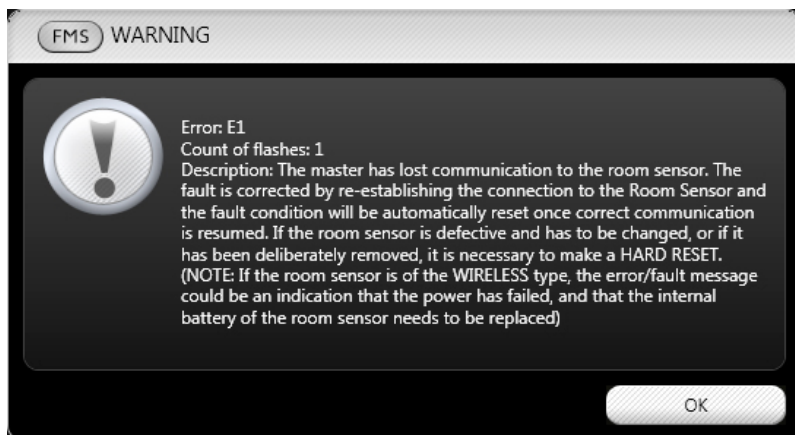 FMS WARNING
Error: E1
Count of flashes: 1
Description: The master has lost communication to the room sensor. The
fault is corrected by re-establishing the connection to the Room Sensor and
the fault condition will be automatically reset once correct communication
is resumed. If the room sensor is defective and has to be changed, or if it
has been deliberately removed, it is necessary to make a HARD RESET.
(NOTE: If the room sensor is of the WIRELESS type, the error/fault message
could be an indication that the power has failed, and that the internal
battery of the room sensor needs to be replaced)
OK